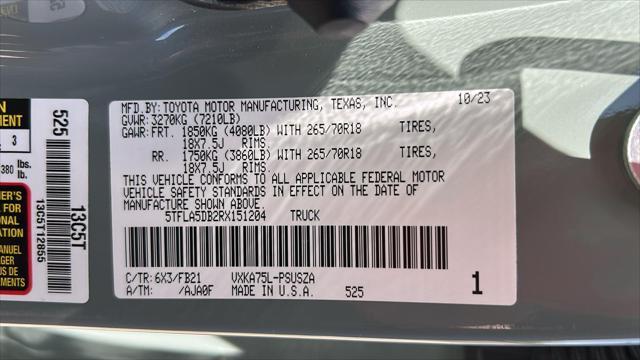 MFD.BY:TOYOTA MOTOR MANUFACTURING, TEXAS, INC. 10/23
GVWR:3270KG (7210LB)
GAWR:FRT. 1850KG (4080LB) WITH 265/70R18 TIRES,
18X7.5J RIMS.
RR. 1750KG (3860LB) WITH 265/70R18 TIRES,
18X7.5J RIMS.
THIS VEHICLE CONFORMS TO ALL APPLICABLE FEDERAL MOTOR
VEHICLE SAFETY STANDARDS IN EFFECT ON THE DATE OF
MANUFACTURE SHOWN ABOVE.
5TFLA5DB2RX151204 TRUCK
C/TR:6X3/FB21 VXKA75L-PSUSZA
A/TM: /AJA0F MADE IN U.S.A. 525 1
525
13C5T
13C5T12855
3
380 lbs.
lb.